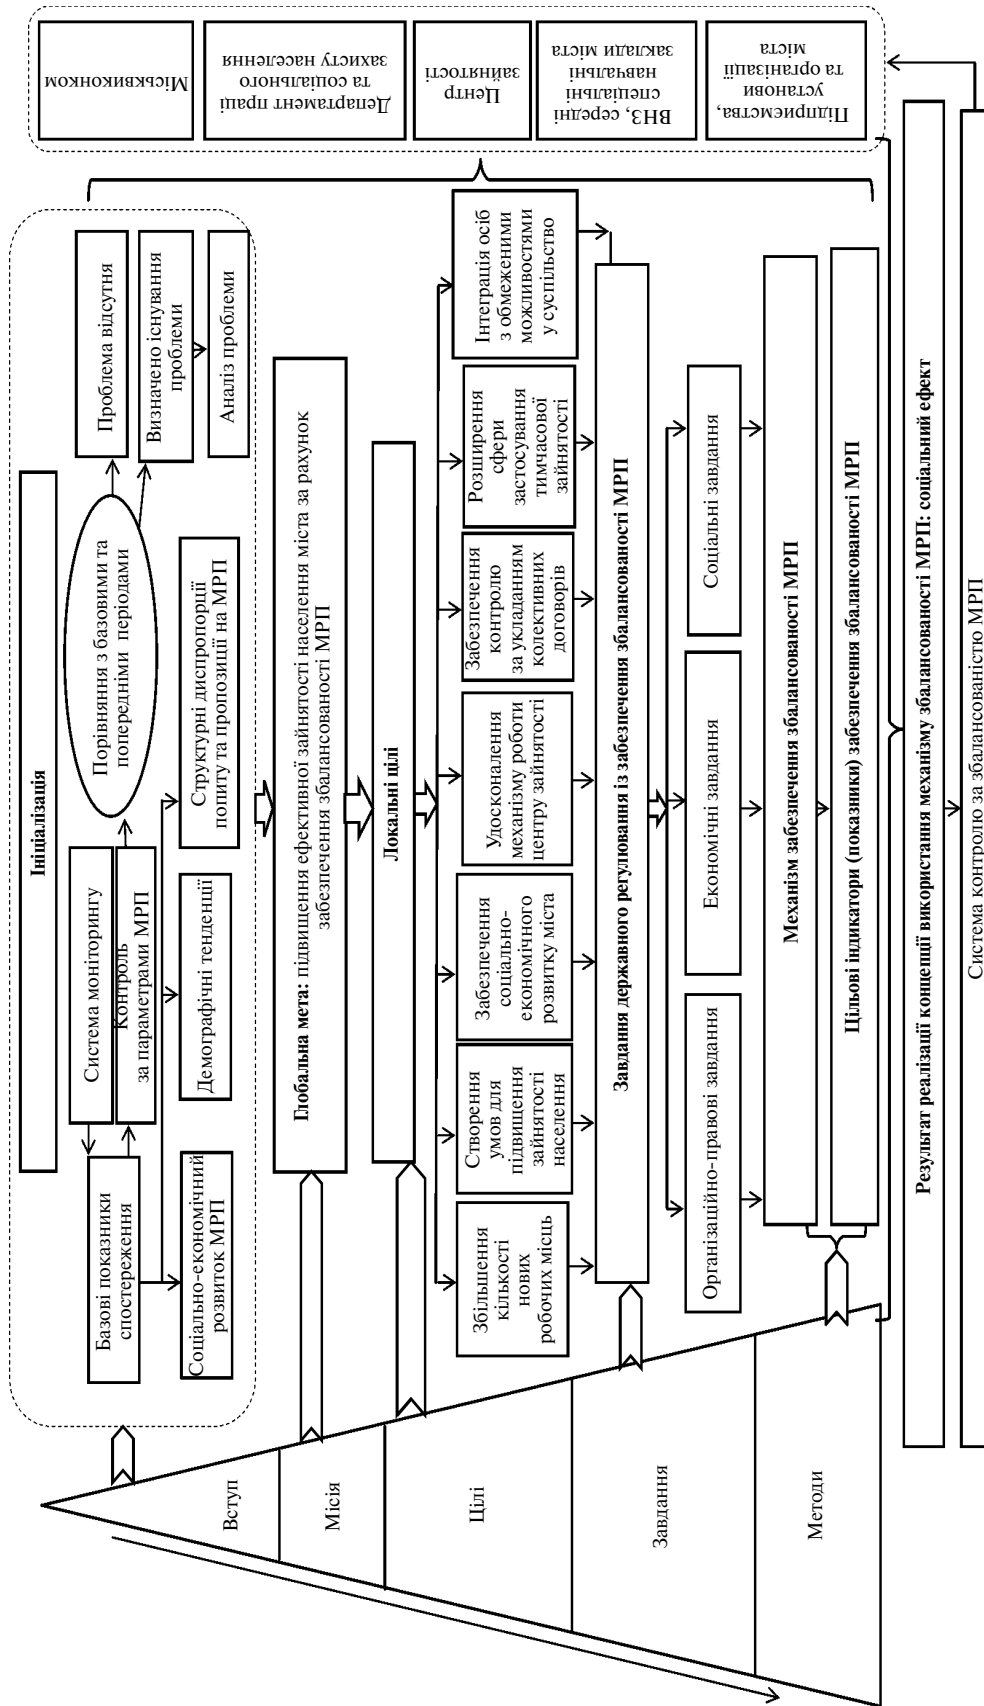 Ініціалізація
Система моніторингу
Контроль
за параметрами МРП
Базові показники
спостереження
Порівняння з базовими та
попередніми періодами
Проблема відсутня
Визначено існування
проблеми
Аналіз проблеми
Соціально-економічний
розвиток МРП
Демографічні тенденції
Структурні диспропорції
попиту та пропозиції на МРП
Глобальна мета: підвищення ефективної зайнятості населення міста за рахунок
забезпечення збалансованості МРП
Локальні цілі
Збільшення
кількості
нових
робочих місць
Створення
умов для
підвищення
зайнятості
населення
Забезпечення
соціально-
економічного
розвитку міста
Удосконалення
механізму роботи
центру зайнятості
Забезпечення
контролю
за укладанням
колективних
договорів
Розширення
сфери
застосування
тимчасової
зайнятості
Інтеграція осіб
з обмеженими
можливостями
у суспільство
Завдання державного регулювання із забезпечення збалансованості МРП
Організаційно-правові завдання
Економічні завдання
Соціальні завдання
Механізм забезпечення збалансованості МРП
Цільові індикатори (показники) забезпечення збалансованості МРП
Результат реалізації концепції використання механізму збалансованості МРП: соціальний ефект
Система контролю за збалансованістю МРП
Вступ
Місія
Цілі
Завдання
Методи
Міськвиконком
Департамент праці
та соціального
захисту населення
Центр
зайнятості
ВНЗ, середні
спеціальні
навчальні
заклади міста
Підприємства,
установи
та організації
міста